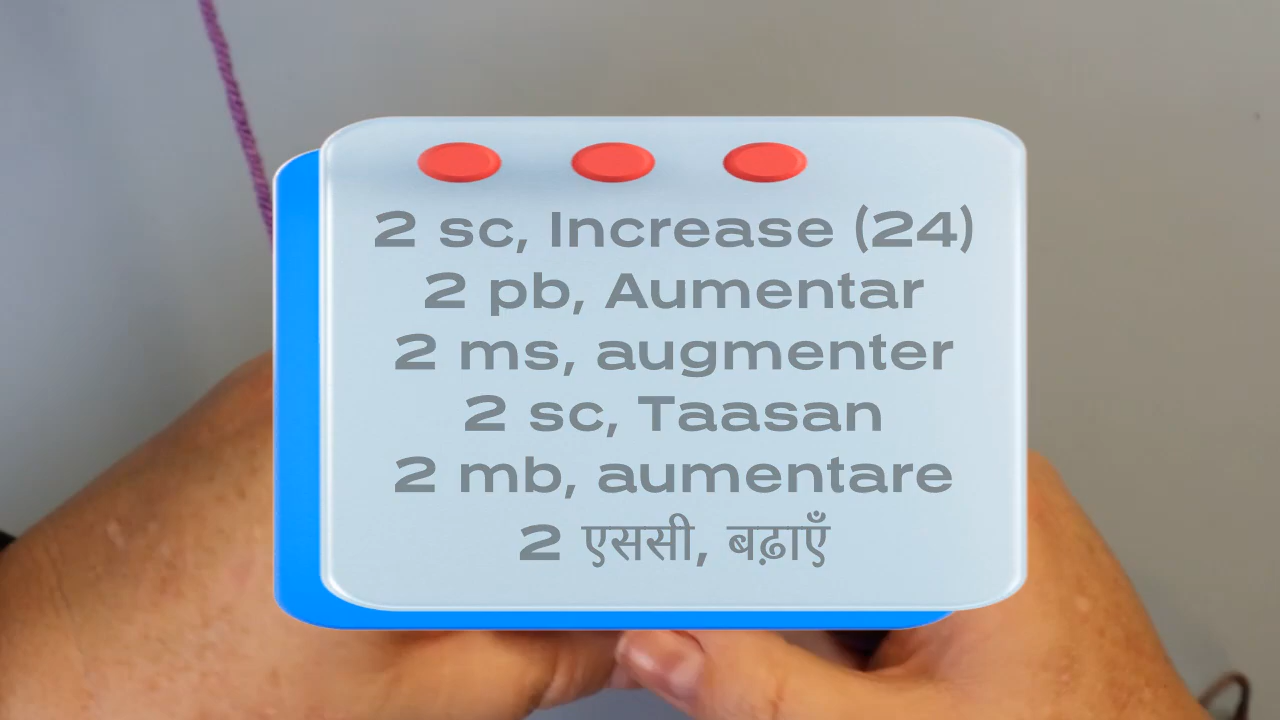 2 sc, Increase (24)
2 pb, Aumentar
2 ms, augmenter
2 sc, Taasan
2 mb, aumentare
2 एससी, बढ़ाएँ